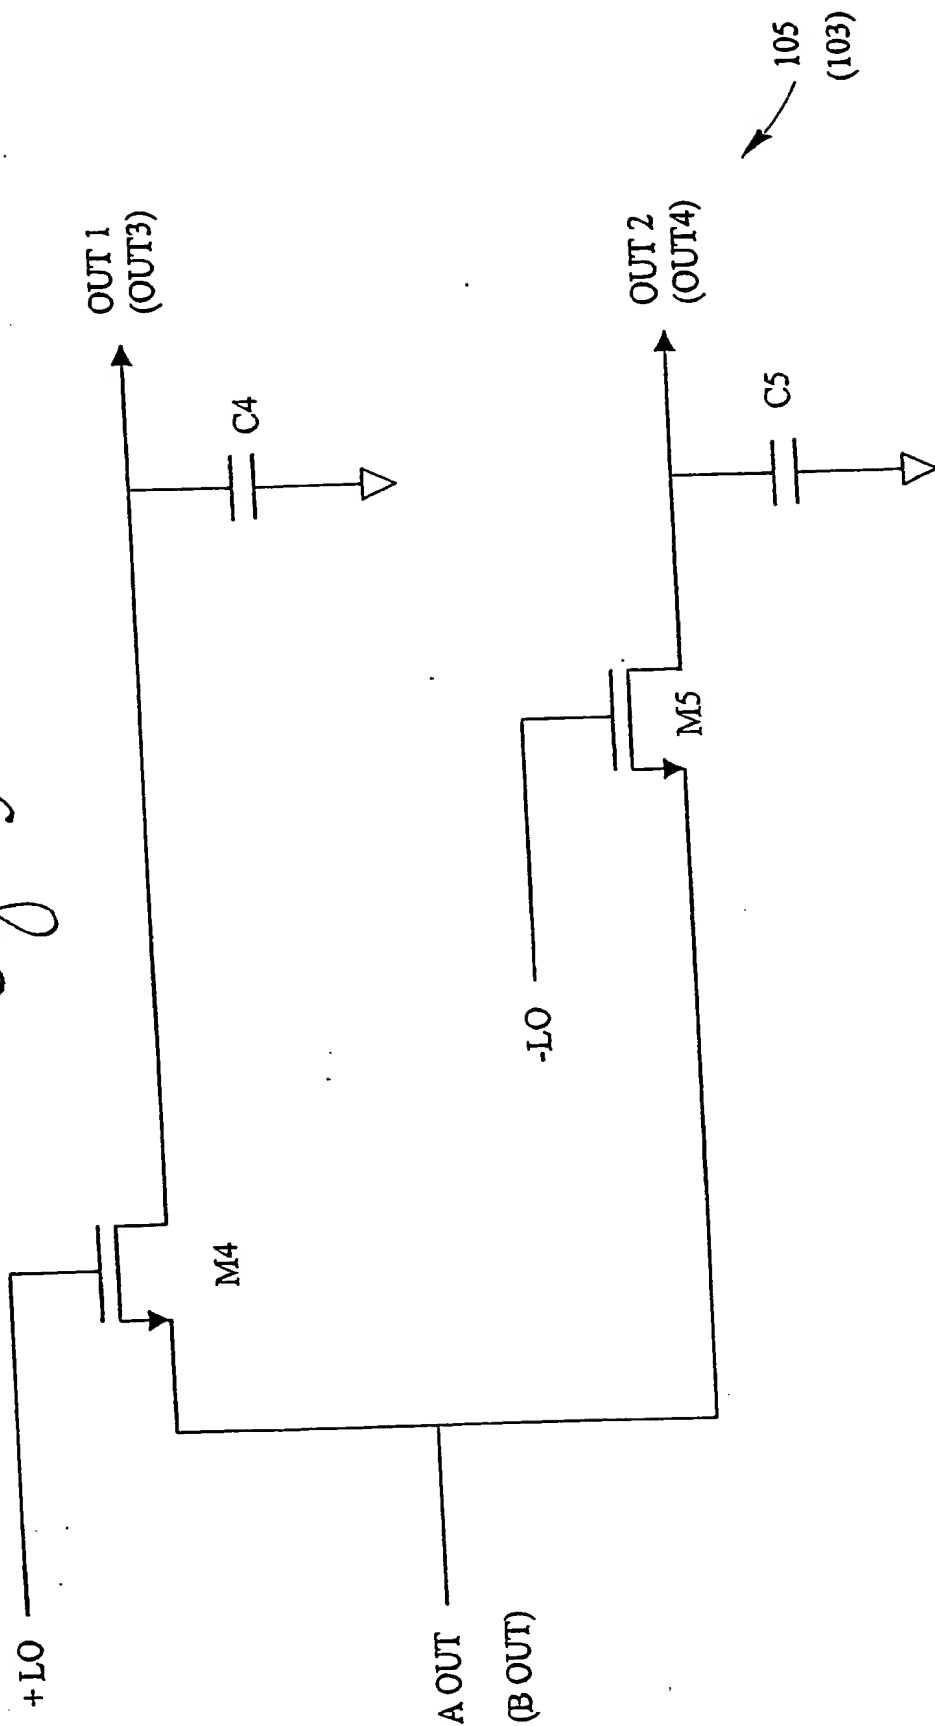 + LO
M4
OUT 1
(OUT3)
C4
-LO
M5
OUT 2
(OUT4)
C5
A OUT
(B OUT)
105
(103)